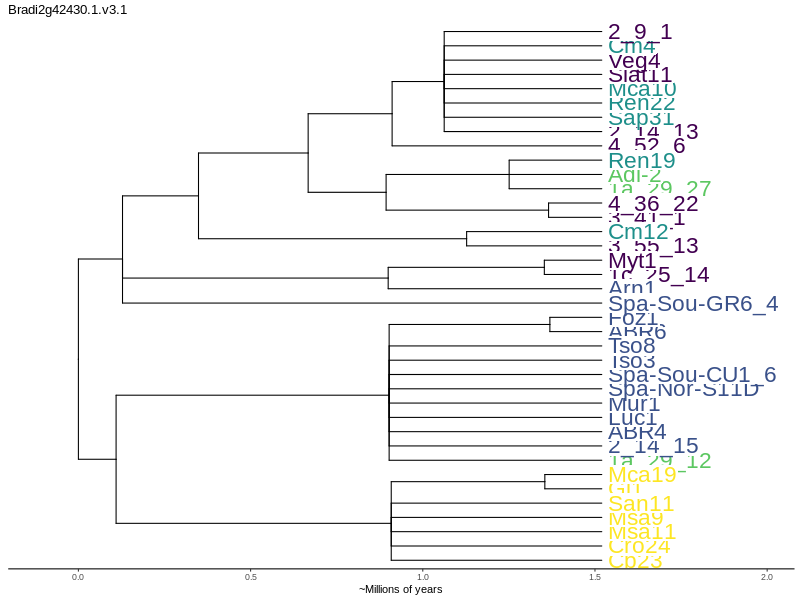 Bradi2g42430.1.v3.1
2_9_1
Cm4
Veg4
Slat11
Mca10
Ren22
Sap31
2_14_13
4_52_6
Ren19
Adi-2
Ta_29_27
4_36_22
3_41_1
Cm12
3_55_13
Myt1
Tc_25_14
Arn1
Spa-Sou-GR6_4
Foz1
ABR6
Tso8
Tso3
Spa-Sou-CU1_6
Spa-Nor-S11D
Mur1
Luc1
ABR4
2_14_15
Ta_29_12
Mca19
San11
Msa9
Msa11
Cro24
Cb23
0.0 0.5 1.0 1.5 2.0
~Millions of years